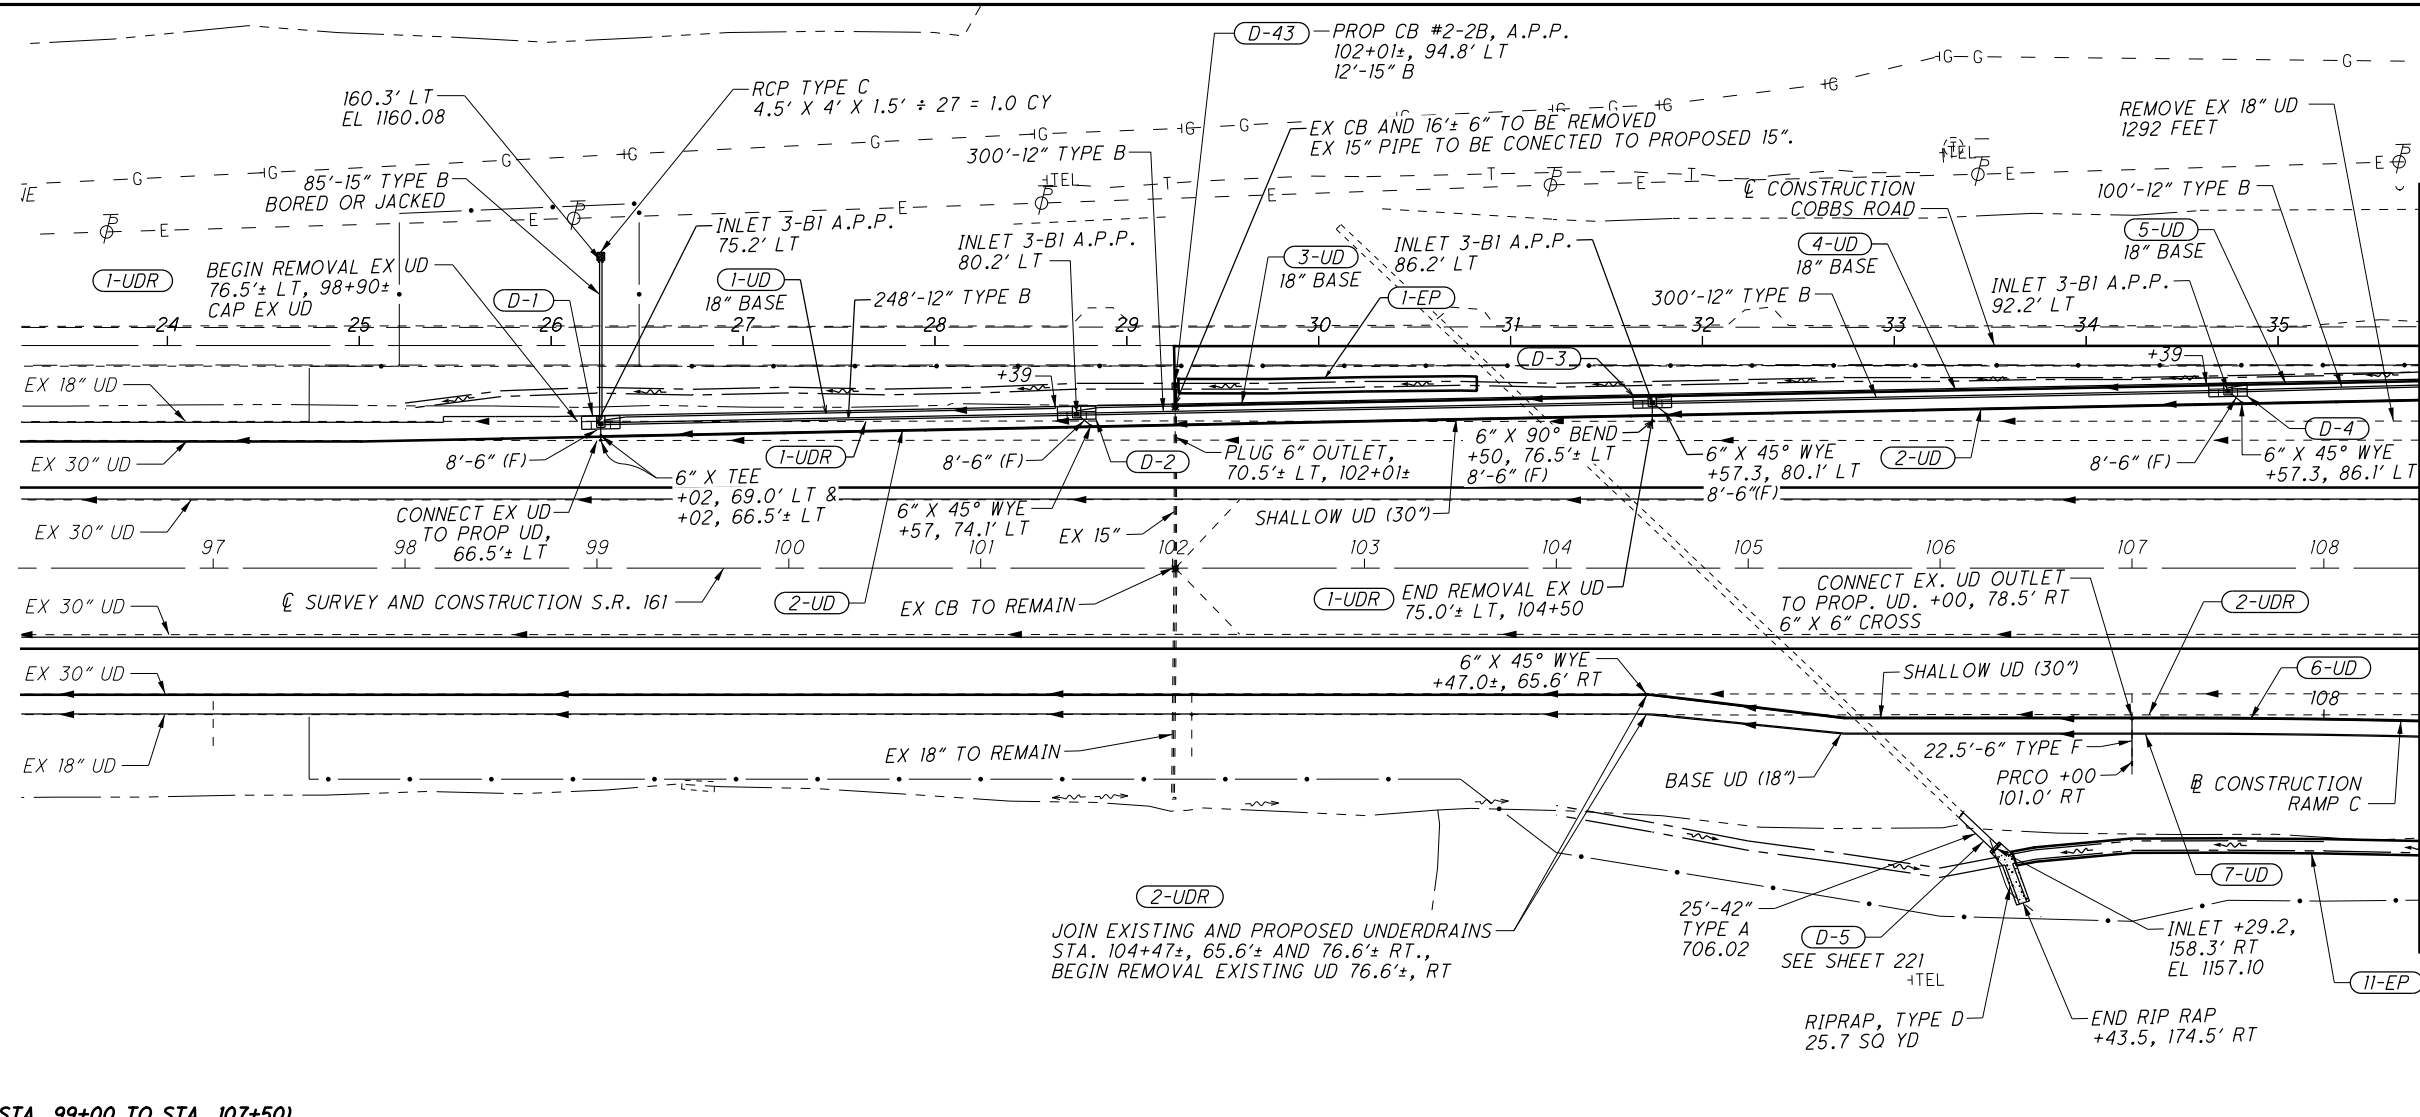 D-43
PROP CB #2-2B, A.P.P.
102+01±, 94.8' LT
12'-15" B
160.3' LT
EL 1160.08
RCP TYPE C
4.5' X 4' X 1.5' ÷ 27 = 1.0 CY
EX CB AND 16'± 6" TO BE REMOVED
EX 15" PIPE TO BE CONECTED TO PROPOSED 15".
REMOVE EX 18" UD
1292 FEET
300'-12" TYPE B
85'-15" TYPE B
BORED OR JACKED
INLET 3-B1 A.P.P.
75.2' LT
INLET 3-B1 A.P.P.
80.2' LT
3-UD
18" BASE
INLET 3-B1 A.P.P.
86.2' LT
℄ CONSTRUCTION
COBBS ROAD
4-UD
18" BASE
100'-12" TYPE B
5-UD
18" BASE
1-UDR
BEGIN REMOVAL EX UD
76.5'± LT, 98+90±
CAP EX UD
D-1
1-UD
18" BASE
248'-12" TYPE B
1-EP
300'-12" TYPE B
INLET 3-B1 A.P.P.
92.2' LT
24 25 26 27 28 29 30 31 32 33 34 35
G G G G G G G G G G G G G G G
E E E E E E E
T T T
TEL
TEL
EX 18" UD
+39
D-3
+39
EX 30" UD
8'-6" (F)
1-UDR
8'-6" (F)
D-2
PLUG 6" OUTLET,
70.5'± LT, 102+01±
6" X 90° BEND
+50, 76.5'± LT
8'-6" (F)
6" X 45° WYE
+57.3, 80.1' LT
8'-6"(F)
2-UD
8'-6" (F)
D-4
6" X 45° WYE
+57.3, 86.1' LT
6" X TEE
+02, 69.0' LT &
+02, 66.5'± LT
EX 30" UD
CONNECT EX UD
TO PROP UD,
66.5'± LT
6" X 45° WYE
+57, 74.1' LT
EX 15"
SHALLOW UD (30")
97 98 99 100 101 102 103 104 105 106 107 108
EX 30" UD
℄ SURVEY AND CONSTRUCTION S.R. 161
2-UD
EX CB TO REMAIN
1-UDR
END REMOVAL EX UD
75.0'± LT, 104+50
CONNECT EX. UD OUTLET
TO PROP. UD. +00, 78.5' RT
6" X 6" CROSS
2-UDR
EX 30" UD
6" X 45° WYE
+47.0±, 65.6' RT
SHALLOW UD (30")
6-UD
108
EX 18" UD
EX 18" TO REMAIN
BASE UD (18")
22.5'-6" TYPE F
PRCO +00
101.0' RT
CONSTRUCTION
RAMP C
2-UDR
JOIN EXISTING AND PROPOSED UNDERDRAINS
STA. 104+47±, 65.6'± AND 76.6'± RT.,
BEGIN REMOVAL EXISTING UD 76.6'±, RT
25'-42"
TYPE A
706.02
D-5
SEE SHEET 221
TEL
7-UD
INLET +29.2,
158.3' RT
EL 1157.10
11-EP
RIPRAP, TYPE D
25.7 SQ YD
END RIP RAP
+43.5, 174.5' RT
STA. 99+00 TO STA. 107+50)